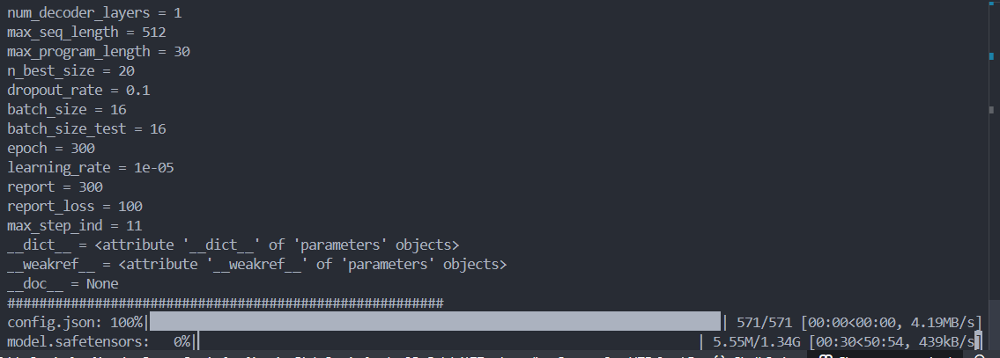 num_decoder_layers = 1
max_seq_length = 512
max_program_length = 30
n_best_size = 20
dropout_rate = 0.1
batch_size = 16
batch_size_test = 16
epoch = 300
learning_rate = 1e-05
report = 300
report_loss = 100
max_step_ind = 11
__dict__ = <attribute '__dict__' of 'parameters' objects>
__weakref__ = <attribute '__weakref__' of 'parameters' objects>
__doc__ = None
#######################################################
config.json: 100%|| 571/571 [00:00<00:00, 4.19MB/s]
model.safetensors:   0%|| 5.55M/1.34G [00:30<50:54, 439kB/s]